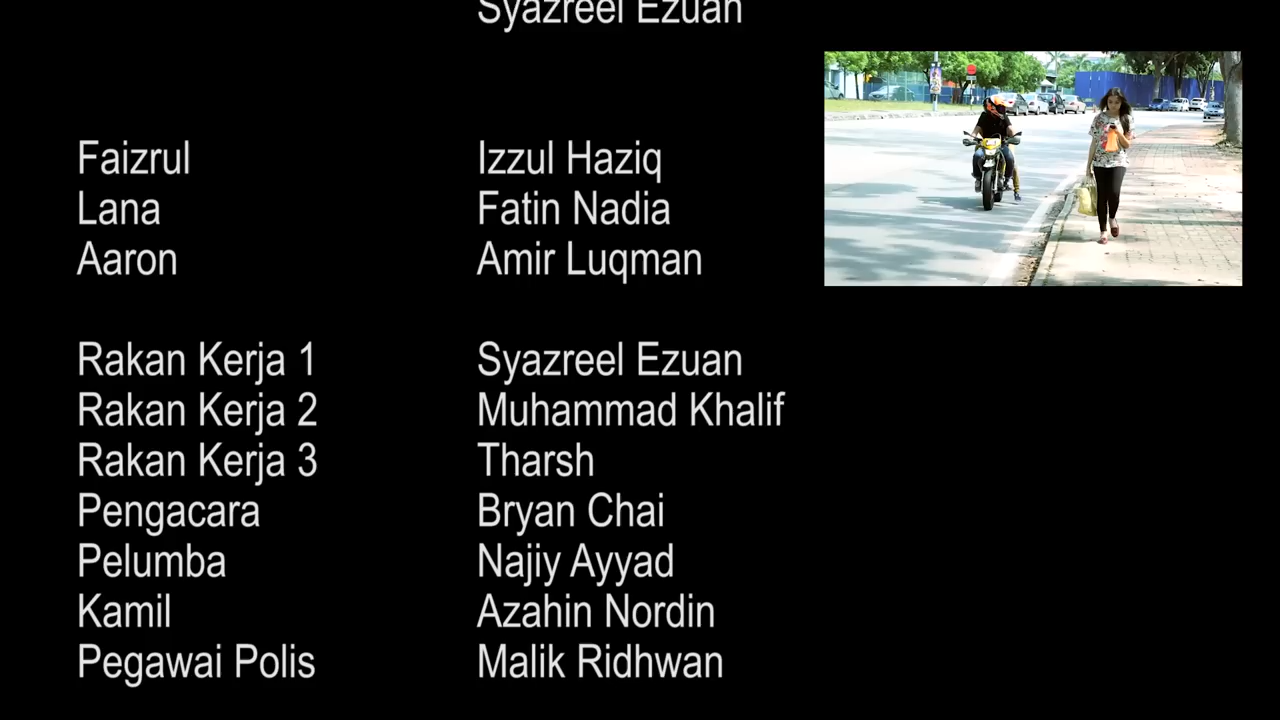 Syazreel Ezuan
Faizrul Izzul Haziq
Lana Fatin Nadia
Aaron Amir Luqman
Rakan Kerja 1 Syazreel Ezuan
Rakan Kerja 2 Muhammad Khalif
Rakan Kerja 3 Tharsh
Pengacara Bryan Chai
Pelumba Najiy Ayyad
Kamil Azahin Nordin
Pegawai Polis Malik Ridhwan